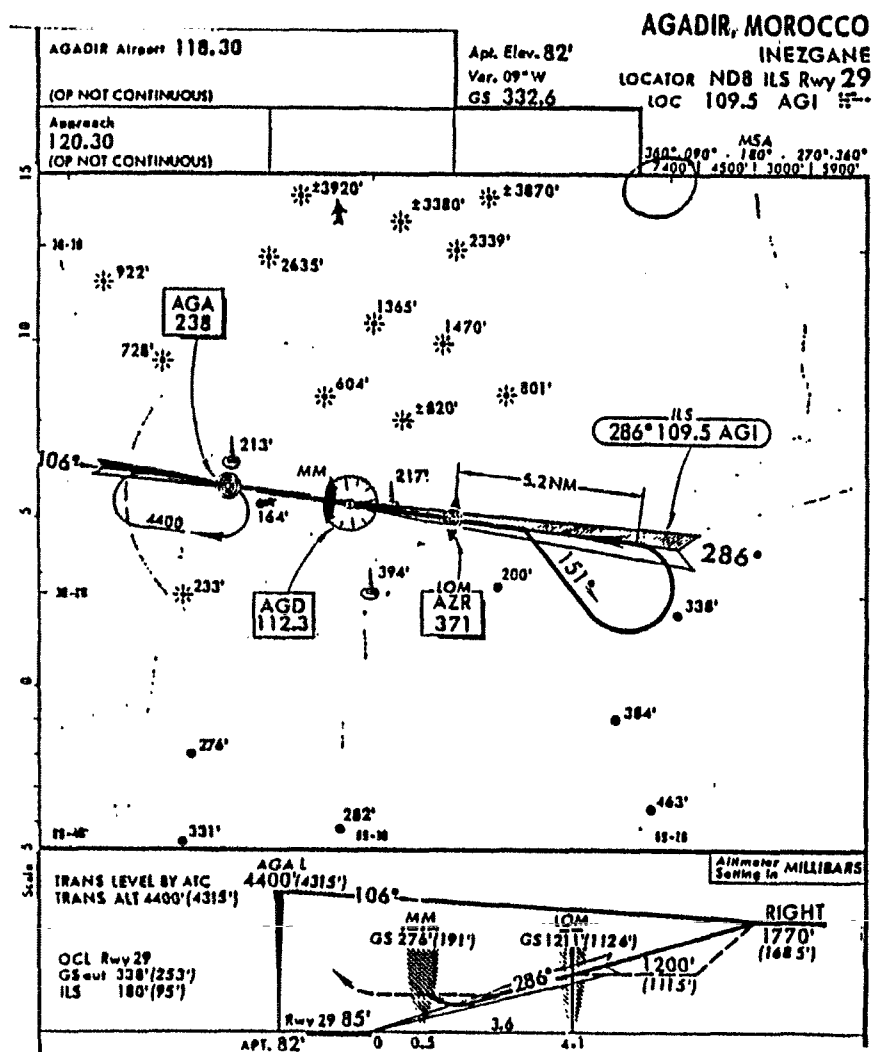 AGADIR, MOROCCO
INEZGANE
LOCATOR NDB ILS Rwy 29
LOC 109.5 AGI
AGADIR Airport 118.30
(OP NOT CONTINUOUS)
Apt. Elev. 82'
Var. 09° W
GS 332.6
Approach
120.30
(OP NOT CONTINUOUS)
MSA
360°-090° - 180° - 270°-360°
7400' 4500' 3000' 5900'
15
±3920'
±3870'
±3380'
A
2339'
2635'
922'
AGA
238
1365'
1470'
10
728'
604'
801'
±820'
ILS
286° 109.5 AGI
213'
106°
MM
217'
5.2NM
5
164'
4400
286°
151°
233'
394'
200'
338'
AGD
112.3
LOM
AZR
371
0
384'
276'
463'
282'
331'
5
Scale
AGA L
4400'(4315')
Altimeter
Setting in MILLIBARS
TRANS LEVEL BY ATC
TRANS ALT 4400'(4315')
106°
RIGHT
1770'
(1685')
MM
GS 276'(191')
LOM
GS 1211'(1126')
OCL Rwy 29
GS out 338'(253')
ILS 180'(95')
286°
1200'
(1115')
Rwy 29 85'
3.6
APT. 82'
0 0.5 4.1